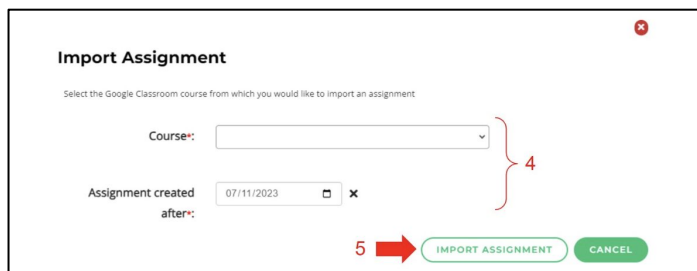 Import Assignment
Select the Google Classroom course from which you would like to import an assignment
Course*:
4
Assignment created after*:
07/11/2023
5
IMPORT ASSIGNMENT
CANCEL